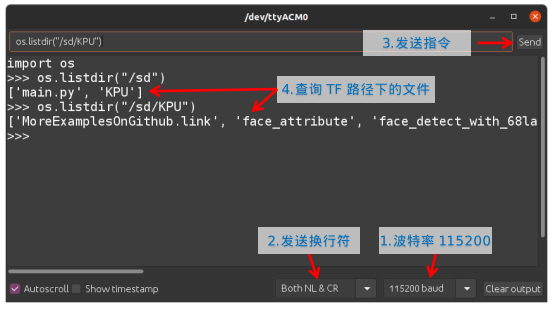 /dev/ttyACM0
os.listdir("/sd/KPU")
Send
3.发送指令
import os
>>> os.listdir("/sd")
['main.py', 'KPU']
4.查询 TF 路径下的文件
>>> os.listdir("/sd/KPU")
['MoreExamplesOnGithub.link', 'face_attribute', 'face_detect_with_68la
>>>
2.发送换行符
1.波特率 115200
Autoscroll
Show timestamp
Both NL & CR
115200 baud
Clear output